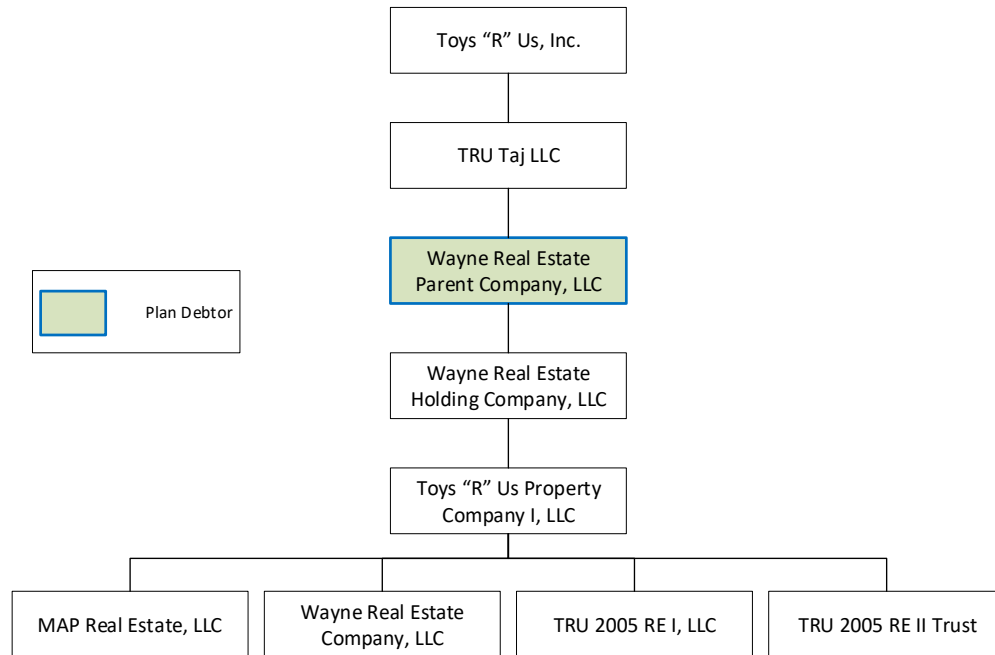 Toys “R” Us, Inc.
TRU Taj LLC
Wayne Real Estate
Parent Company, LLC
Plan Debtor
Wayne Real Estate
Holding Company, LLC
Toys “R” Us Property
Company I, LLC
MAP Real Estate, LLC
Wayne Real Estate
Company, LLC
TRU 2005 RE I, LLC
TRU 2005 RE II Trust